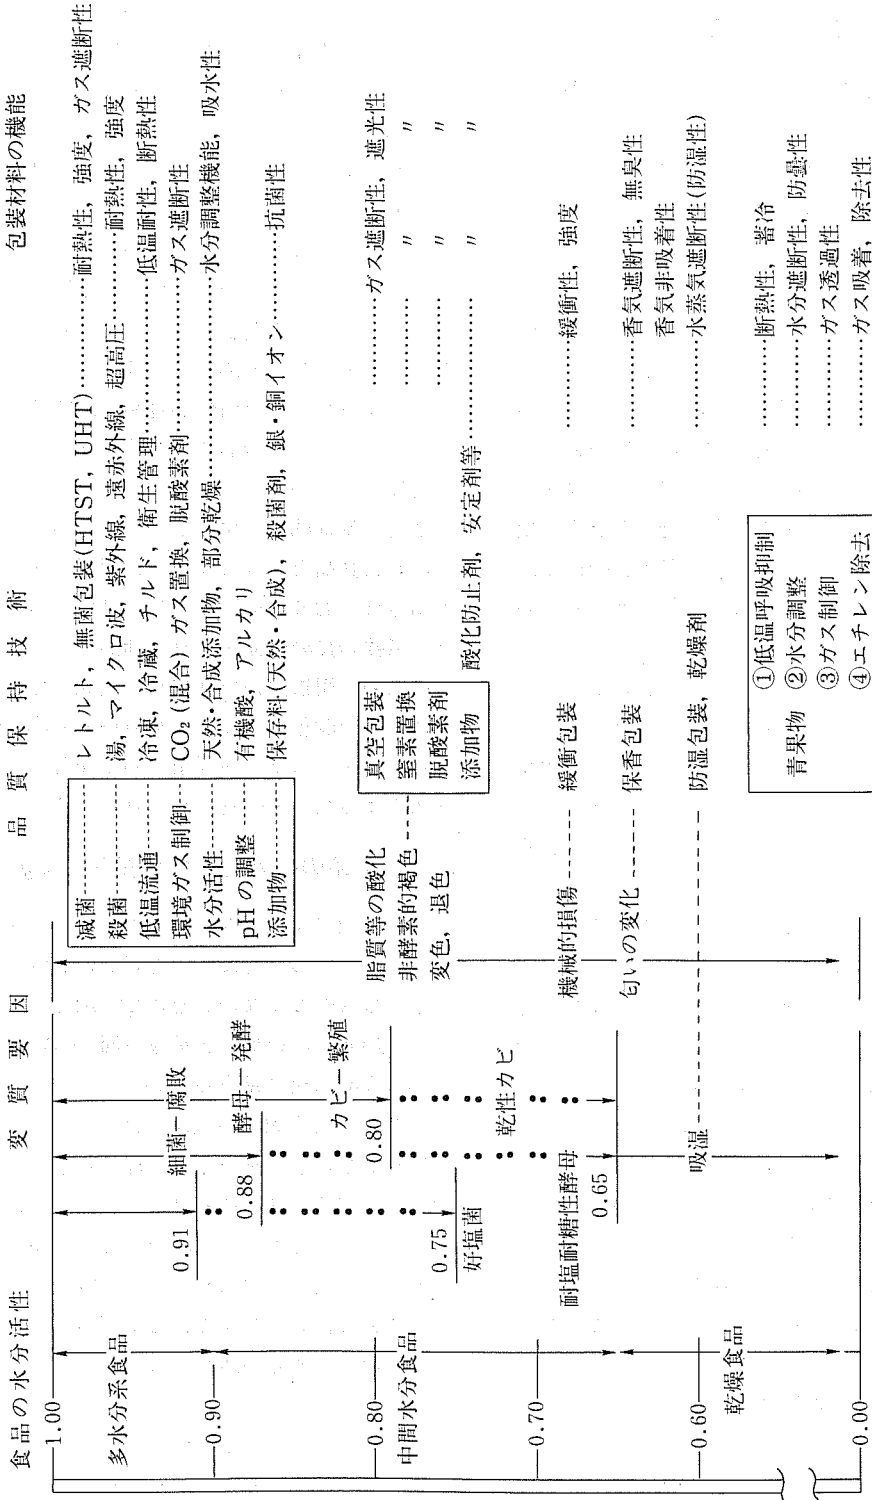 食品の水分活性　変質要因　品質保持技術　包装材料の機能
1.00
0.90
0.80
0.70
0.60
0.00
多水分系食品
中間水分食品
乾燥食品
0.91
0.88
0.80
0.75
0.65
細菌－腐敗
酵母－発酵
カビ－繁殖
好塩菌
乾性カビ
耐塩耐糖性酵母
吸湿
脂質等の酸化
非酵素的褐色
変色，退色
機械的損傷
匂いの変化
滅菌　レトルト，無菌包装(HTST，UHT)…………耐熱性，強度，ガス遮断性
殺菌　湯，マイクロ波，紫外線，遠赤外線，超高圧…………耐熱性，強度
低温流通　冷凍，冷蔵，チルド，衛生管理…………低温耐性，断熱性
環境ガス制御　CO₂(混合) ガス置換，脱酸素剤…………ガス遮断性
水分活性　天然・合成添加物，部分乾燥…………水分調整機能，吸水性
pHの調整　有機酸，アルカリ
添加物　保存料(天然・合成)，殺菌剤，銀・銅イオン…………抗菌性
真空包装…………ガス遮断性，遮光性
窒素置換…………〃　〃
脱酸素剤…………〃　〃
添加物　酸化防止剤，安定剤等…………〃　〃
緩衝包装…………緩衝性，強度
保香包装…………香気遮断性，無臭性
香気非吸着性
防湿包装，乾燥剤…………水蒸気遮断性(防湿性)
青果物
①低温呼吸抑制…………断熱性，蓄冷
②水分調整…………水分遮断性，防曇性
③ガス制御…………ガス透過性
④エチレン除去…………ガス吸着，除去性